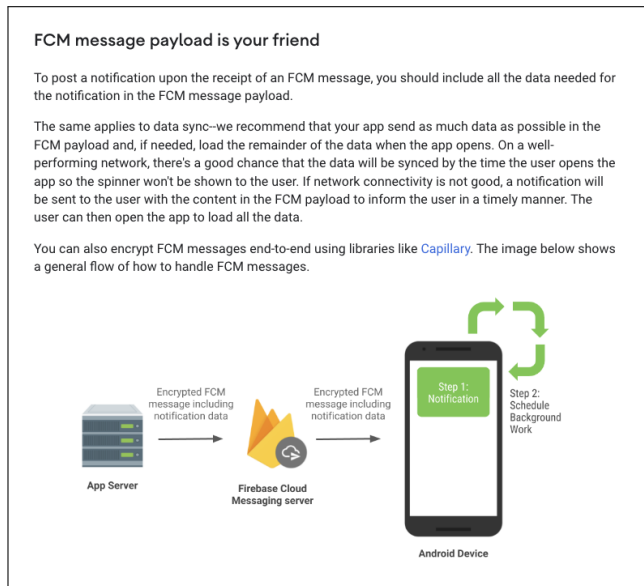 FCM message payload is your friend
To post a notification upon the receipt of an FCM message, you should include all the data needed for
the notification in the FCM message payload.
The same applies to data sync--we recommend that your app send as much data as possible in the
FCM payload and, if needed, load the remainder of the data when the app opens. On a well-
performing network, there's a good chance that the data will be synced by the time the user opens the
app so the spinner won't be shown to the user. If network connectivity is not good, a notification will
be sent to the user with the content in the FCM payload to inform the user in a timely manner. The
user can then open the app to load all the data.
You can also encrypt FCM messages end-to-end using libraries like Capillary. The image below shows
a general flow of how to handle FCM messages.
Encrypted FCM
message including
notification data
App Server
Encrypted FCM
message including
notification data
Firebase Cloud
Messaging server
Step 1:
Notification
Step 2:
Schedule
Background
Work
Android Device